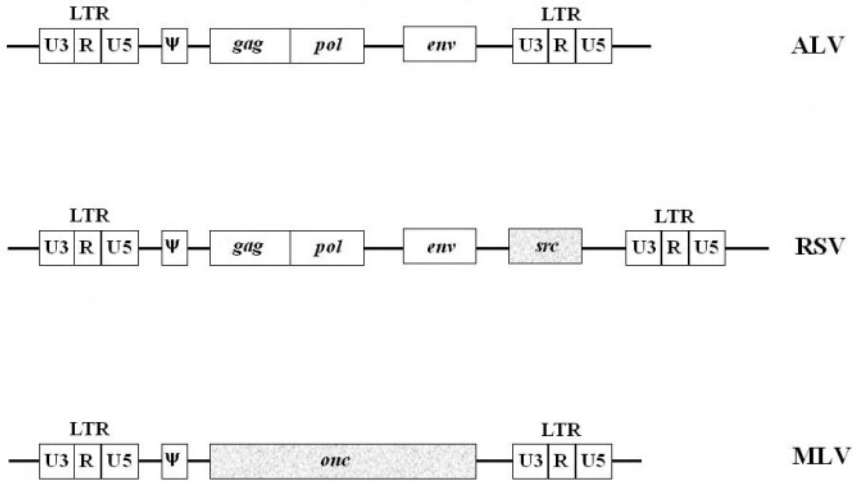 LTR LTR
U3 R U5 Ψ gag pol env U3 R U5 ALV
LTR LTR
U3 R U5 Ψ gag pol env src U3 R U5 RSV
LTR LTR
U3 R U5 Ψ onc U3 R U5 MLV